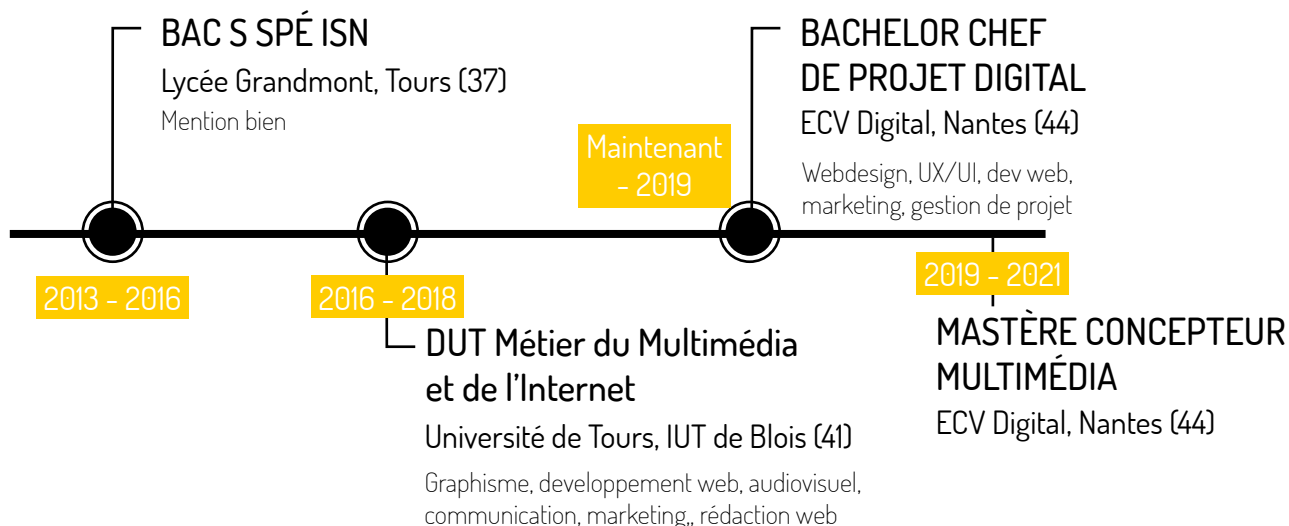 BAC S SPÉ ISN
Lycée Grandmont, Tours (37)
Mention bien
2013 - 2016
2016 - 2018
DUT Métier du Multimédia
et de l'Internet
Université de Tours, IUT de Blois (41)
Graphisme, developpement web, audiovisuel,
communication, marketing,, rédaction web
Maintenant
- 2019
BACHELOR CHEF
DE PROJET DIGITAL
ECV Digital, Nantes (44)
Webdesign, UX/UI, dev web,
marketing, gestion de projet
2019 - 2021
MASTÈRE CONCEPTEUR
MULTIMÉDIA
ECV Digital, Nantes (44)